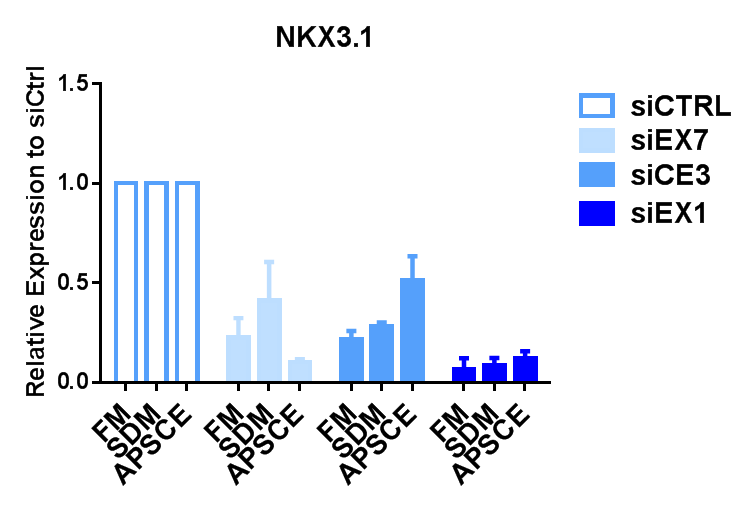 NKX3.1
Relative Expression to siCtrl
1.5
1.0
0.5
0.0
FM
SDM
APSCE
FM
SDM
APSCE
FM
SDM
APSCE
FM
SDM
APSCE
siCTRL
siEX7
siCE3
siEX1